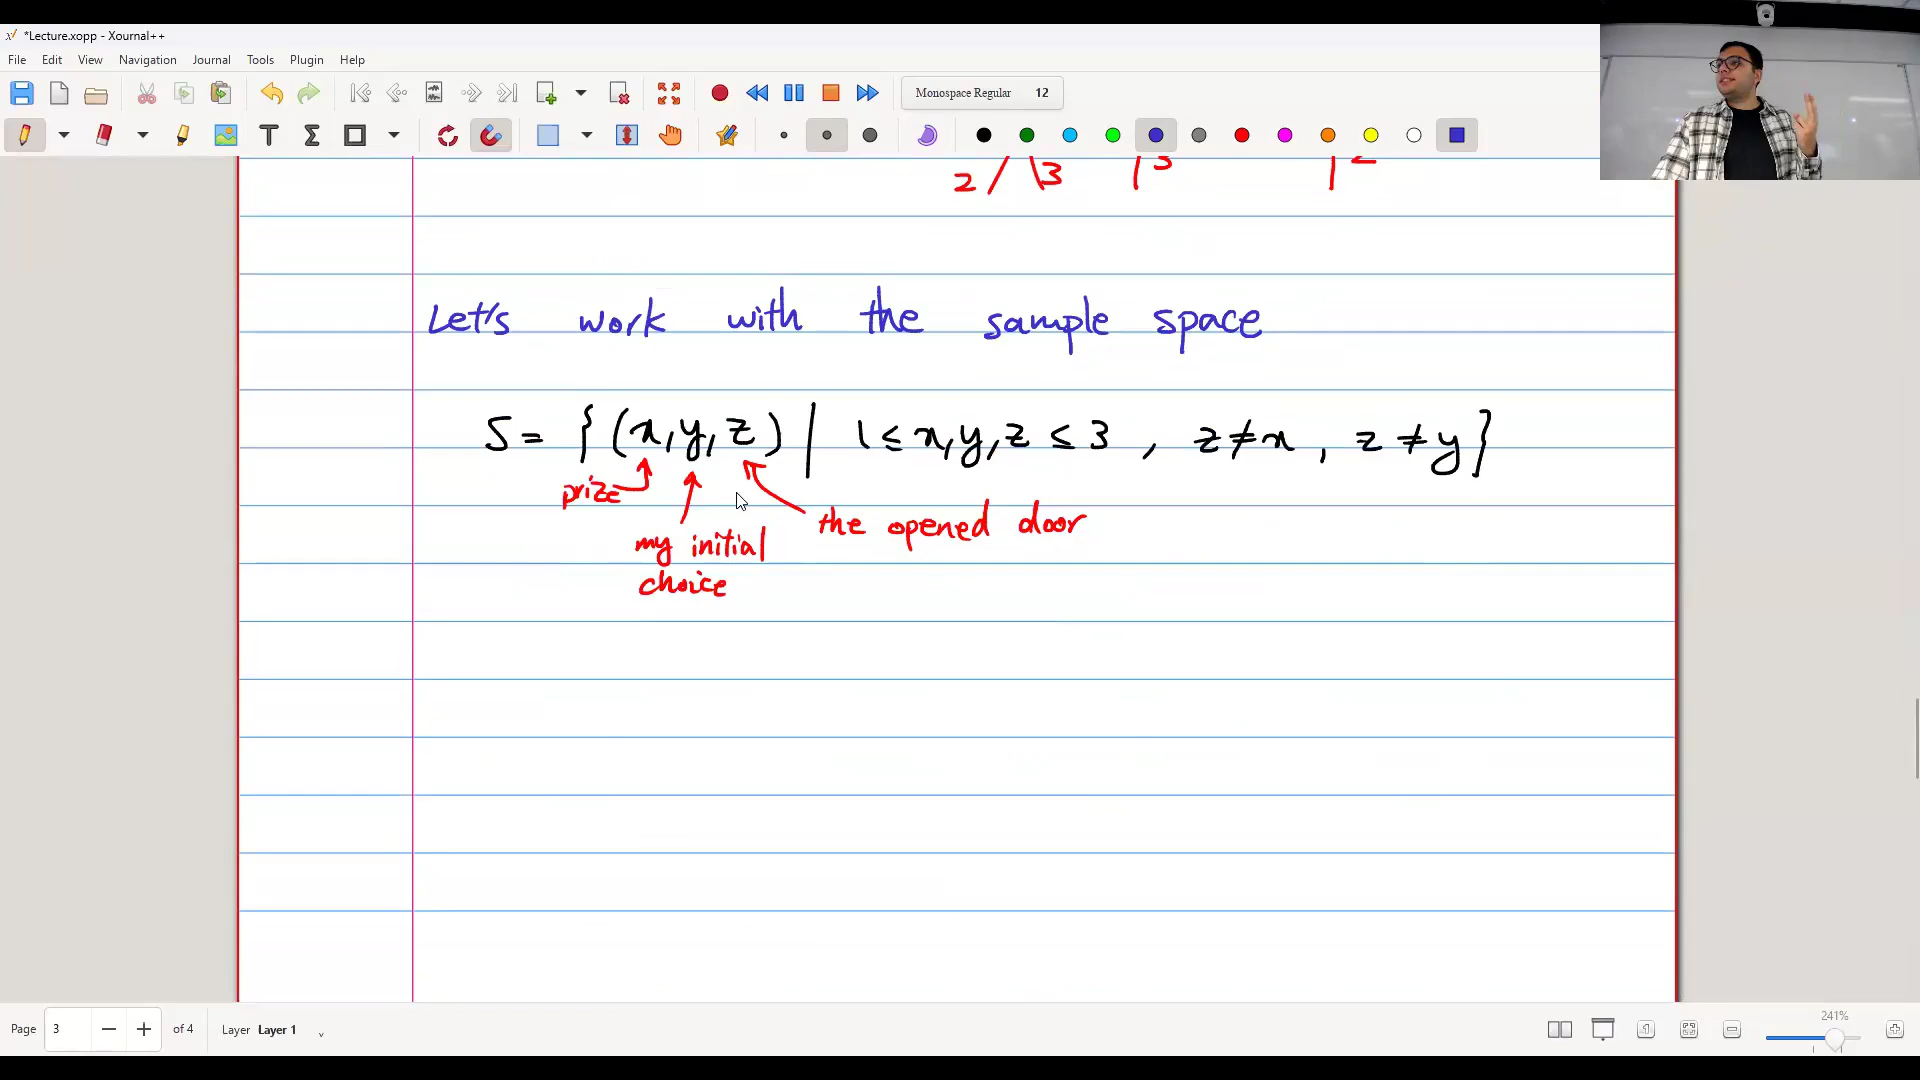 *Lecture.xopp - Xournal++
File Edit View Navigation Journal Tools Plugin Help
Monospace Regular 12
2 3 3 2
Let's work with the sample space
S = { (x, y, z) | 1 ≤ x, y, z ≤ 3 , z ≠ x , z ≠ y }
prize
the opened door
my initial
choice
Page 3 of 4 Layer Layer 1
241%